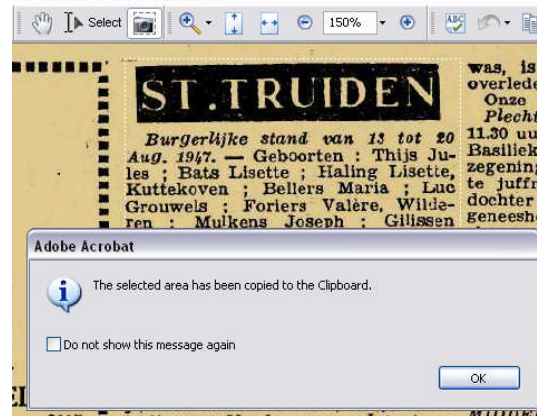 Select
150%
ABC
ST. TRUIDEN
Burgerlijke stand van 13 tot 20
Aug. 1947. — Geboorten : Thijs Ju-
les ; Bats Lisette ; Haling Lisette,
Kuttekoven ; Bellers Maria ; Luc
Grouwels ; Foriers Valère, Wilde-
ren ; Mulkens Joseph ; Gilissen
was, is
overlede
Onze
Plecht
11.30 uu
Basiliek
zegening
te juffr
dochter
geneesh
Adobe Acrobat
The selected area has been copied to the Clipboard.
Do not show this message again
OK